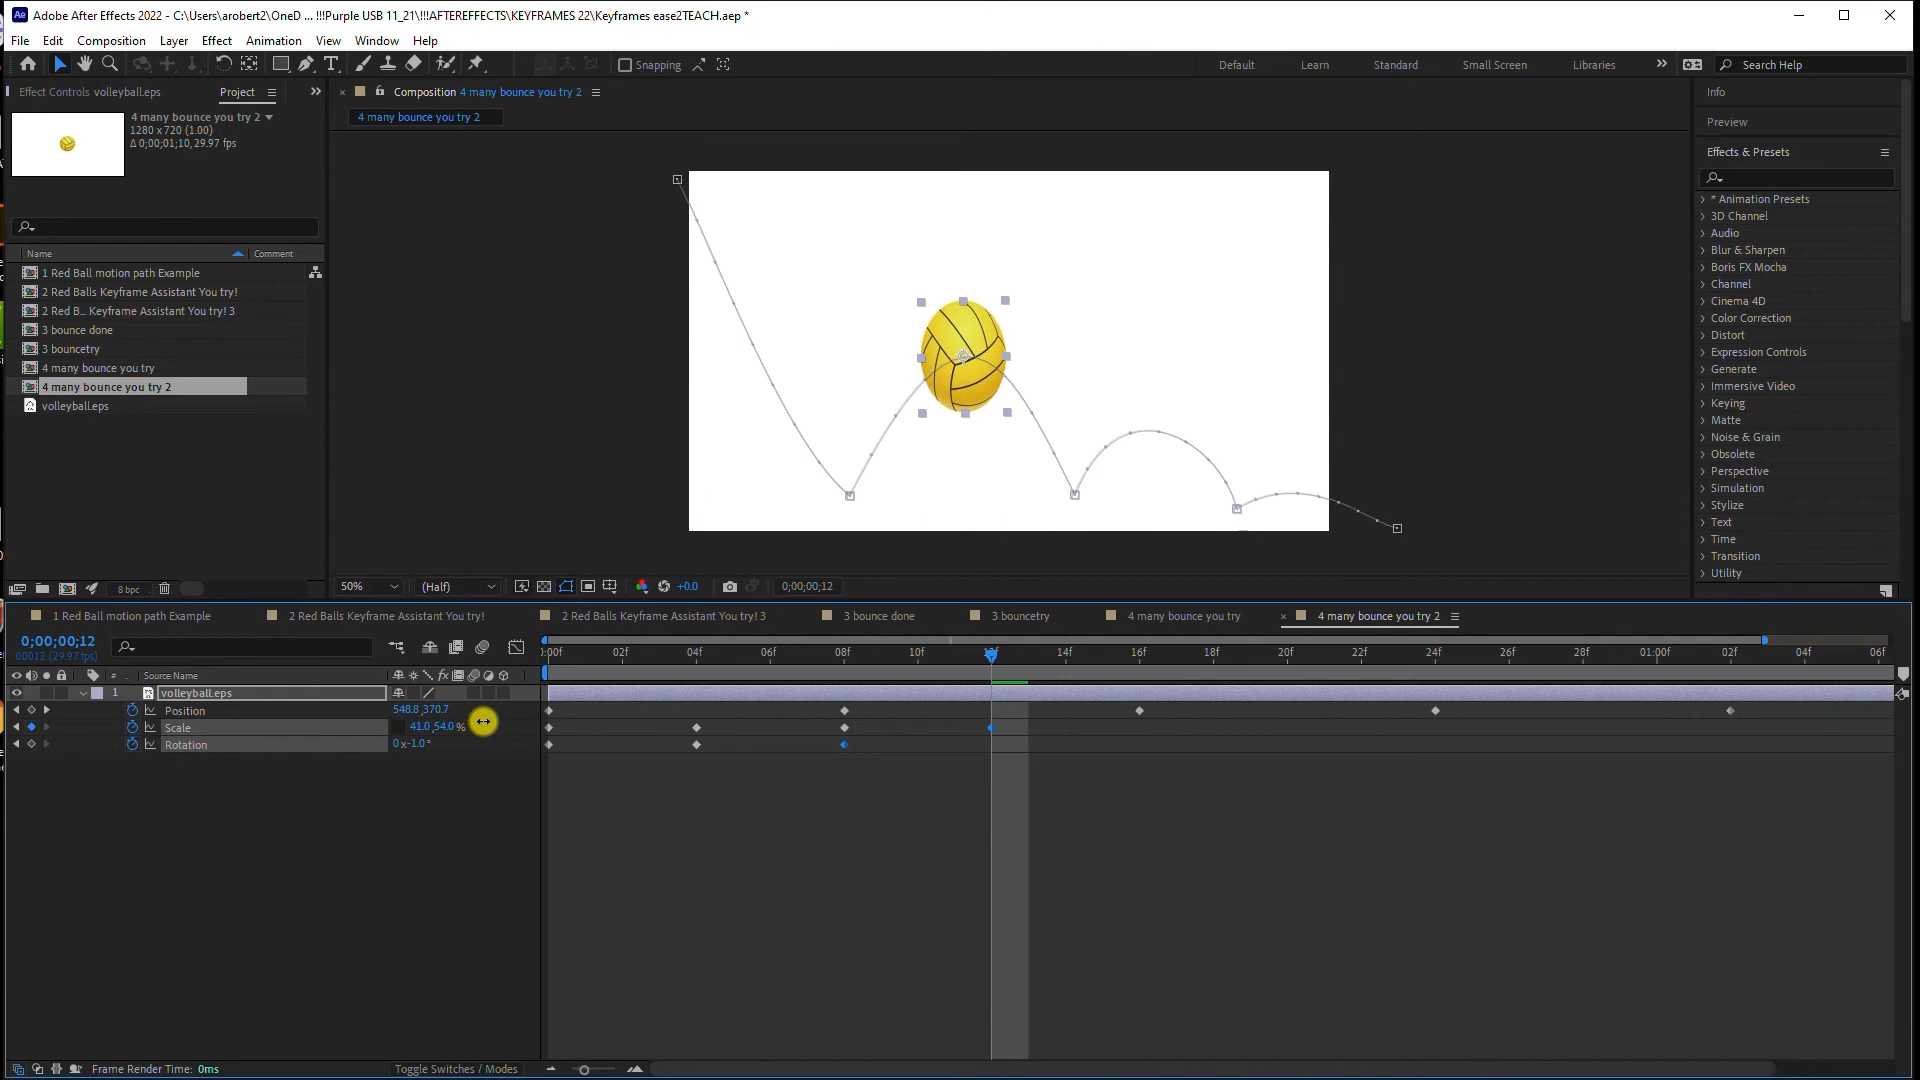 Ae Adobe After Effects 2022 - C:\Users\arobert2\OneD ... !!!Purple USB 11_21\!!!AFTEREFFECTS\KEYFRAMES 22\Keyframes ease2TEACH.aep *
File Edit Composition Layer Effect Animation View Window Help
Snapping Default Learn Standard Small Screen Libraries Search Help
Effect Controls volleyball.eps Project Composition 4 many bounce you try 2 Info
4 many bounce you try 2 4 many bounce you try 2
1280 x 720 (1.00)
Δ 0;00;01;10, 29.97 fps
Preview
Effects & Presets
* Animation Presets
3D Channel
Audio
Blur & Sharpen
Boris FX Mocha
Channel
Cinema 4D
Color Correction
Distort
Expression Controls
Generate
Immersive Video
Keying
Matte
Noise & Grain
Obsolete
Perspective
Simulation
Stylize
Text
Time
Transition
Utility
Name Comment
1 Red Ball motion path Example
2 Red Balls Keyframe Assistant You try!
2 Red B... Keyframe Assistant You try! 3
3 bounce done
3 bouncetry
4 many bounce you try
4 many bounce you try 2
volleyball.eps
8 bpc 50% (Half) +0.0 0;00;00;12
1 Red Ball motion path Example 2 Red Balls Keyframe Assistant You try! 2 Red Balls Keyframe Assistant You try! 3 3 bounce done 3 bouncetry 4 many bounce you try 4 many bounce you try 2
0;00;00;12
00012 (29.97 fps)
):00f 02f 04f 06f 08f 10f 12f 14f 16f 18f 20f 22f 24f 26f 28f 01:00f 02f 04f 06f
# Source Name fx
1 volleyball.eps
Position 548.8,370.7
Scale 41.0,54.0 %
Rotation 0 x-1.0 °
Frame Render Time: 0ms Toggle Switches / Modes